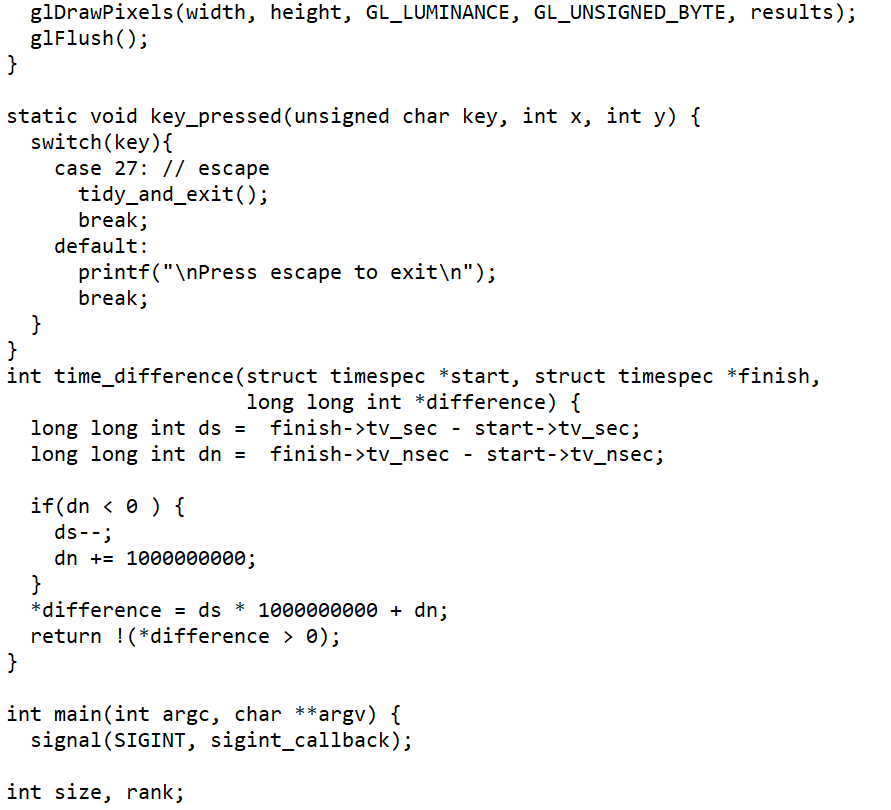 glDrawPixels(width, height, GL_LUMINANCE, GL_UNSIGNED_BYTE, results);
  glFlush();
}

static void key_pressed(unsigned char key, int x, int y) {
  switch(key){
    case 27: // escape
      tidy_and_exit();
      break;
    default:
      printf("\nPress escape to exit\n");
      break;
  }
}
int time_difference(struct timespec *start, struct timespec *finish,
                    long long int *difference) {
  long long int ds =  finish->tv_sec - start->tv_sec;
  long long int dn =  finish->tv_nsec - start->tv_nsec;

  if(dn < 0 ) {
    ds--;
    dn += 1000000000;
  }
  *difference = ds * 1000000000 + dn;
  return !(*difference > 0);
}

int main(int argc, char **argv) {
  signal(SIGINT, sigint_callback);

int size, rank;